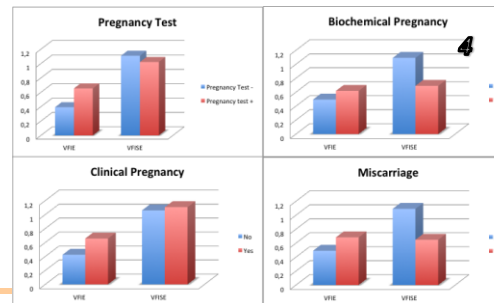 Pregnancy Test
1,2
1
0,8
0,6
0,4
0,2
0
VFIE
VFISE
Pregnancy Test -
Pregnancy test +
Biochemical Pregnancy
4
1,2
1
0,8
0,6
0,4
0,2
0
VFIE
VFISE
Clinical Pregnancy
1,2
1
0,8
0,6
0,4
0,2
0
VFIE
VFISE
No
Yes
Miscarriage
1,2
1
0,8
0,6
0,4
0,2
0
VFIE
VFISE